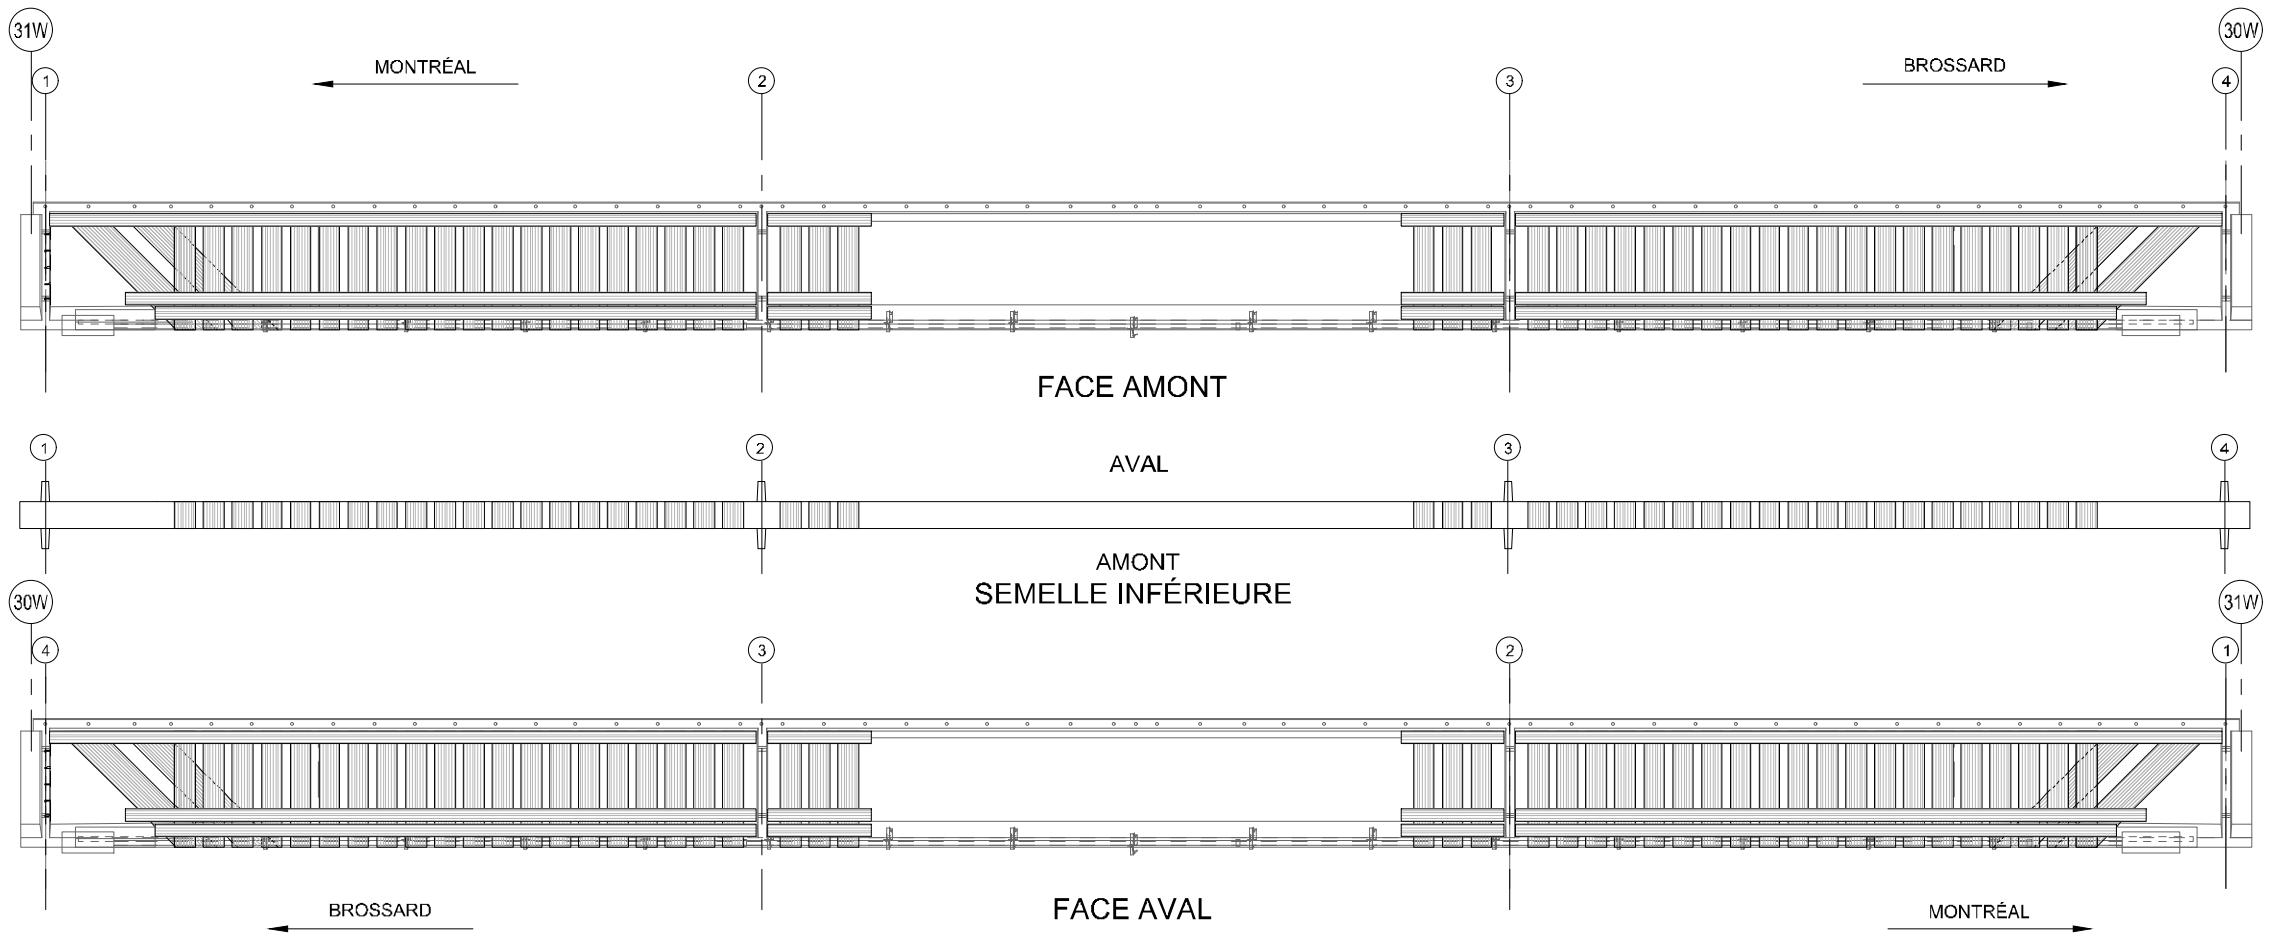 31W 30W
MONTRÉAL BROSSARD
1 2 3 4
FACE AMONT
1 2 3 4
AVAL
AMONT
SEMELLE INFÉRIEURE
30W 31W
4 3 2 1
BROSSARD FACE AVAL MONTRÉAL